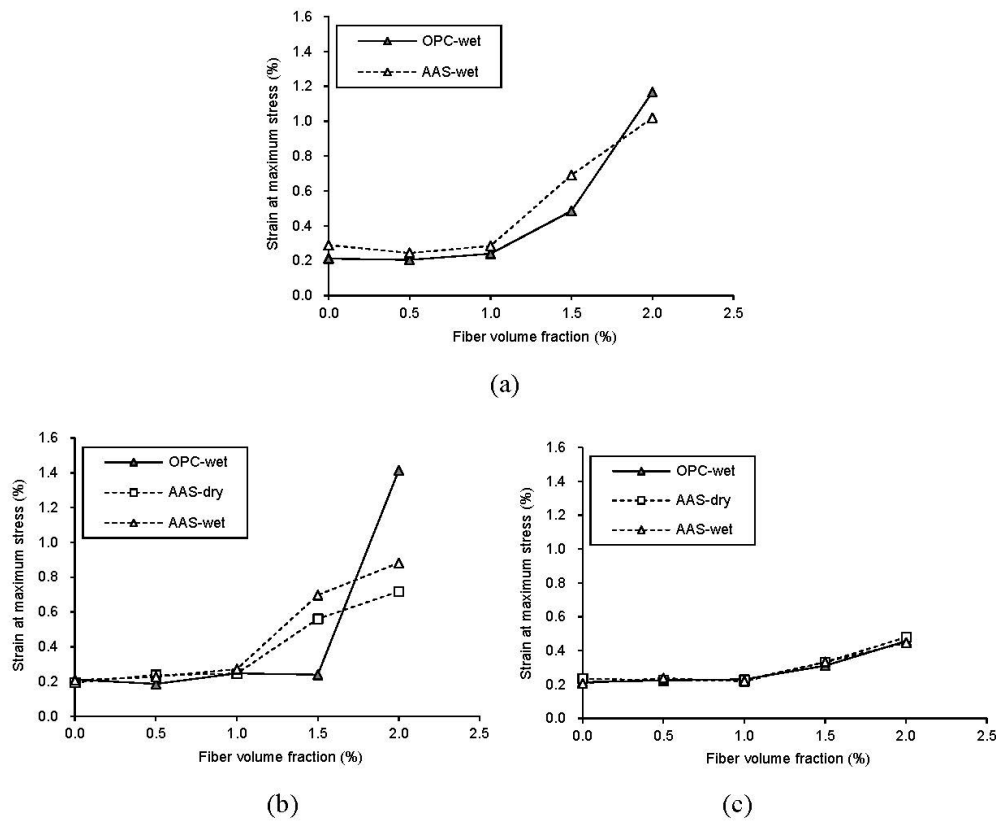 1.6
1.4
1.2
1.0
0.8
0.6
0.4
0.2
0.0
Strain at maximum stress (%)
OPC-wet
AAS-wet
0.0 0.5 1.0 1.5 2.0 2.5
Fiber volume fraction (%)
(a)
1.6
1.4
1.2
1.0
0.8
0.6
0.4
0.2
0.0
Strain at maximum stress (%)
OPC-wet
AAS-dry
AAS-wet
0.0 0.5 1.0 1.5 2.0 2.5
Fiber volume fraction (%)
(b)
1.6
1.4
1.2
1.0
0.8
0.6
0.4
0.2
0.0
Strain at maximum stress (%)
OPC-wet
AAS-dry
AAS-wet
0.0 0.5 1.0 1.5 2.0 2.5
Fiber volume fraction (%)
(c)